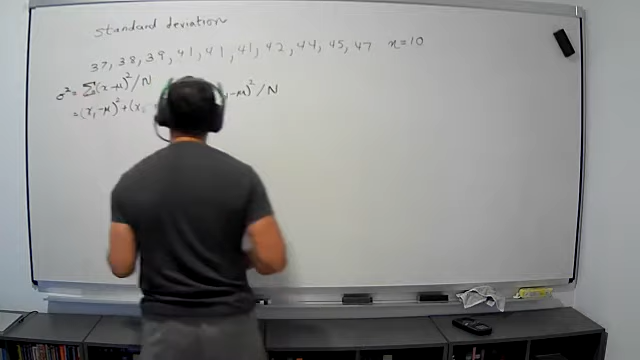 standard deviation
37, 38, 39, 41, 41, 41, 42, 44, 45, 47 n=10
σ² = ∑(x-μ)²/N
= (x₁-μ)² + (x₂ -μ)²/N